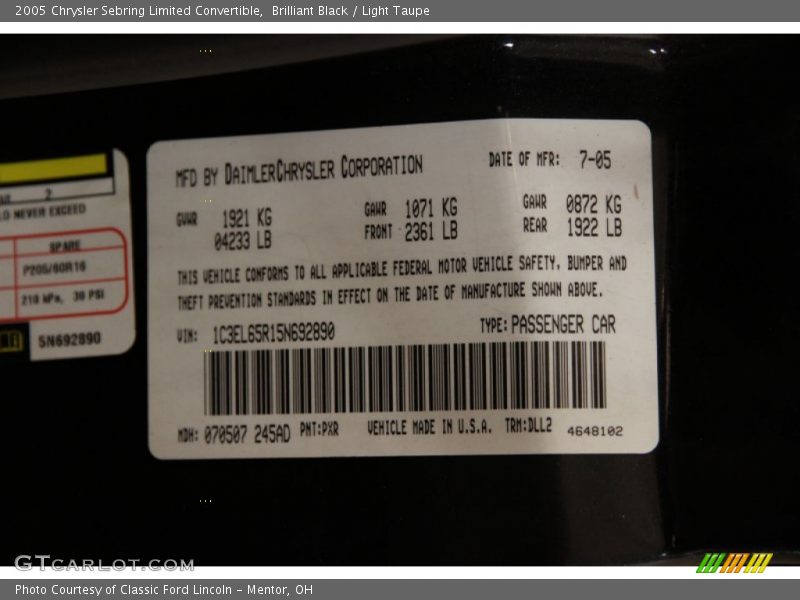 2005 Chrysler Sebring Limited Convertible,  Brilliant Black / Light Taupe
MFD BY DAIMLERCHRYSLER CORPORATION
DATE OF MFR: 7-05
GVWR 1921 KG
04233 LB
GAWR 1071 KG
FRONT 2361 LB
GAWR 0872 KG
REAR 1922 LB
THIS VEHICLE CONFORMS TO ALL APPLICABLE FEDERAL MOTOR VEHICLE SAFETY, BUMPER AND
THEFT PREVENTION STANDARDS IN EFFECT ON THE DATE OF MANUFACTURE SHOWN ABOVE.
VIN: 1C3EL65R15N692890
TYPE: PASSENGER CAR
MDH: 070507 245AD PNT:PXR VEHICLE MADE IN U.S.A. TRM:DLL2 4648102
2
NEVER EXCEED
SPARE
P205/60R16
210 kPa, 30 PSI
5N692890
GTCARLOT.COM
Photo Courtesy of Classic Ford Lincoln - Mentor, OH